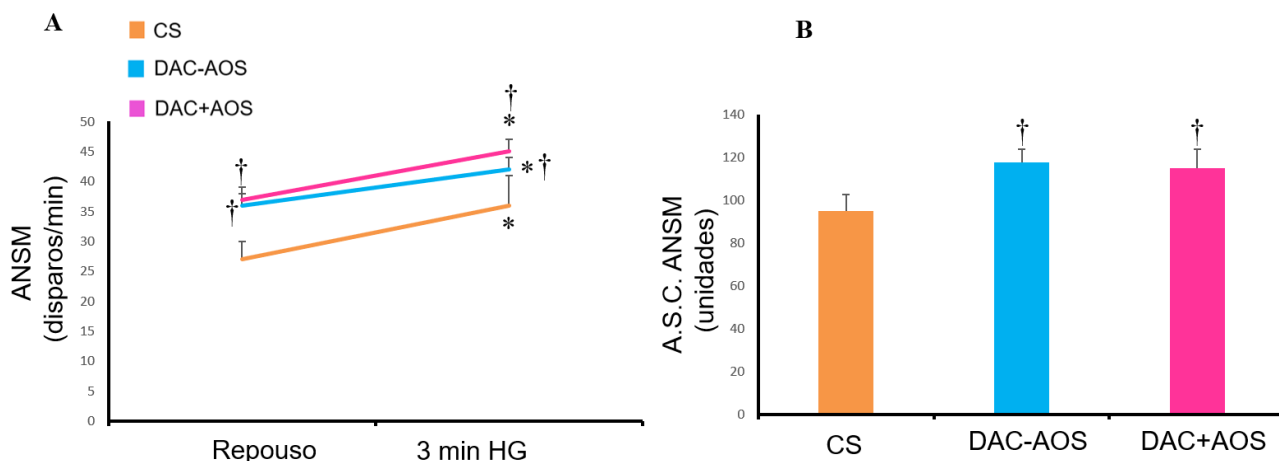 A
CS
DAC-AOS
DAC+AOS
ANSM
(disparos/min)
50
45
40
35
30
25
20
15
10
5
0
†
†
†
*
* †
*
Repouso
3 min HG
B
A.S.C. ANSM
(unidades)
140
120
100
80
60
40
20
0
†
†
CS
DAC-AOS
DAC+AOS